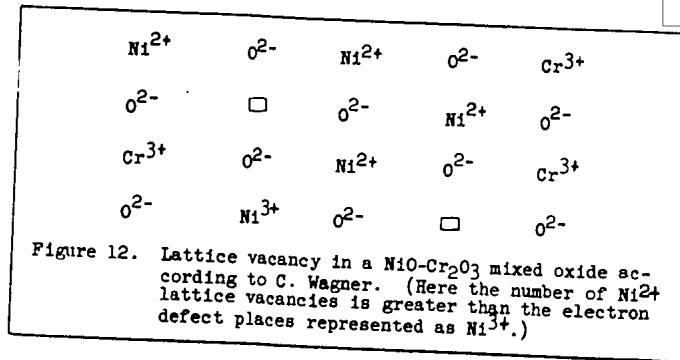 Ni²⁺ O²⁻ Ni²⁺ O²⁻ Cr³⁺
O²⁻ □ O²⁻ Ni²⁺ O²⁻
Cr³⁺ O²⁻ Ni²⁺ O²⁻ Cr³⁺
O²⁻ Ni³⁺ O²⁻ □ O²⁻
Figure 12. Lattice vacancy in a NiO-Cr₂O₃ mixed oxide ac-
cording to C. Wagner. (Here the number of Ni²⁺
lattice vacancies is greater than the electron
defect places represented as Ni³⁺.)